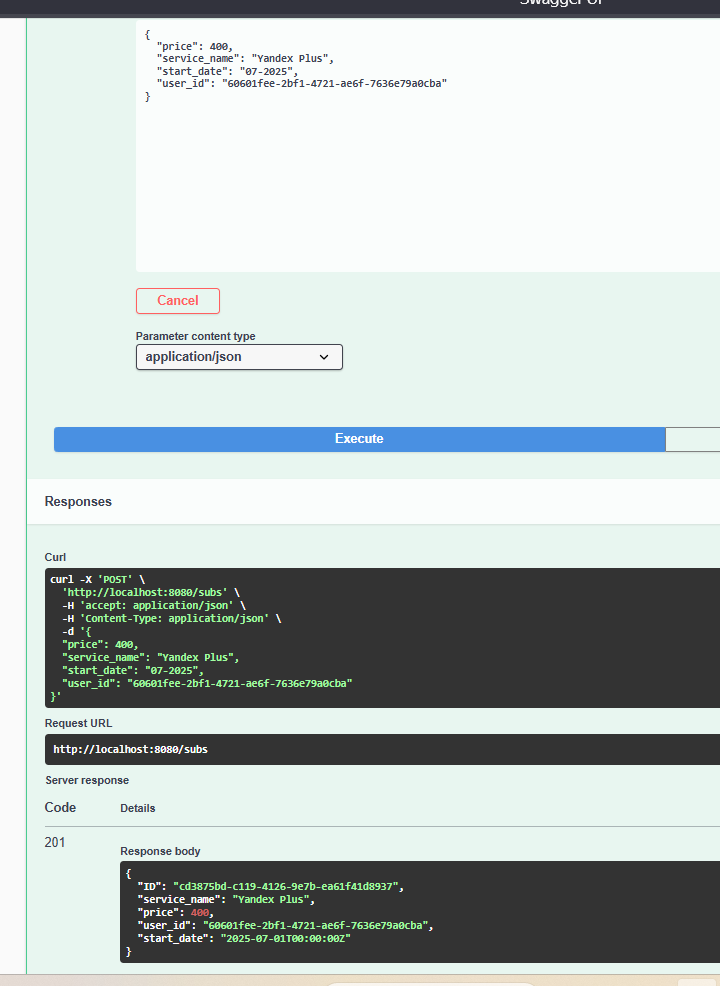 Swagger UI
{
  "price": 400,
  "service_name": "Yandex Plus",
  "start_date": "07-2025",
  "user_id": "60601fee-2bf1-4721-ae6f-7636e79a0cba"
}
Cancel
Parameter content type
application/json
Execute
Responses
Curl
curl -X 'POST' \
  'http://localhost:8080/subs' \
  -H 'accept: application/json' \
  -H 'Content-Type: application/json' \
  -d '{
  "price": 400,
  "service_name": "Yandex Plus",
  "start_date": "07-2025",
  "user_id": "60601fee-2bf1-4721-ae6f-7636e79a0cba"
}'
Request URL
http://localhost:8080/subs
Server response
Code Details
201
Response body
{
  "ID": "cd3875bd-c119-4126-9e7b-ea61f41d8937",
  "service_name": "Yandex Plus",
  "price": 400,
  "user_id": "60601fee-2bf1-4721-ae6f-7636e79a0cba",
  "start_date": "2025-07-01T00:00:00Z"
}